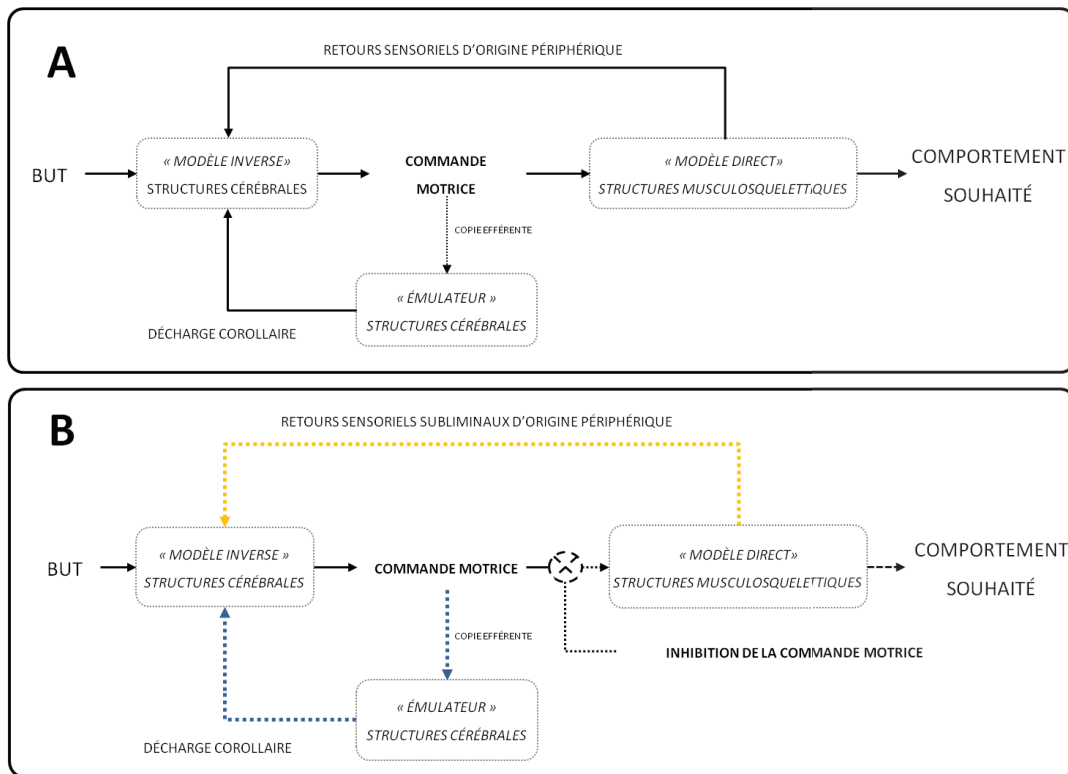 A
RETOURS SENSORIELS D'ORIGINE PÉRIPHÉRIQUE
BUT
« MODÈLE INVERSE»
STRUCTURES CÉRÉBRALES
COMMANDE
MOTRICE
« MODÈLE DIRECT»
STRUCTURES MUSCULOSQUELETTIQUES
COMPORTEMENT
SOUHAITÉ
COPIE EFFÉRENTE
« ÉMULATEUR »
STRUCTURES CÉRÉBRALES
DÉCHARGE COROLLAIRE
B
RETOURS SENSORIELS SUBLIMINAUX D'ORIGINE PÉRIPHÉRIQUE
BUT
« MODÈLE INVERSE »
STRUCTURES CÉRÉBRALES
COMMANDE MOTRICE
« MODÈLE DIRECT»
STRUCTURES MUSCULOSQUELETTIQUES
COMPORTEMENT
SOUHAITÉ
COPIE EFFÉRENTE
INHIBITION DE LA COMMANDE MOTRICE
« ÉMULATEUR »
STRUCTURES CÉRÉBRALES
DÉCHARGE COROLLAIRE